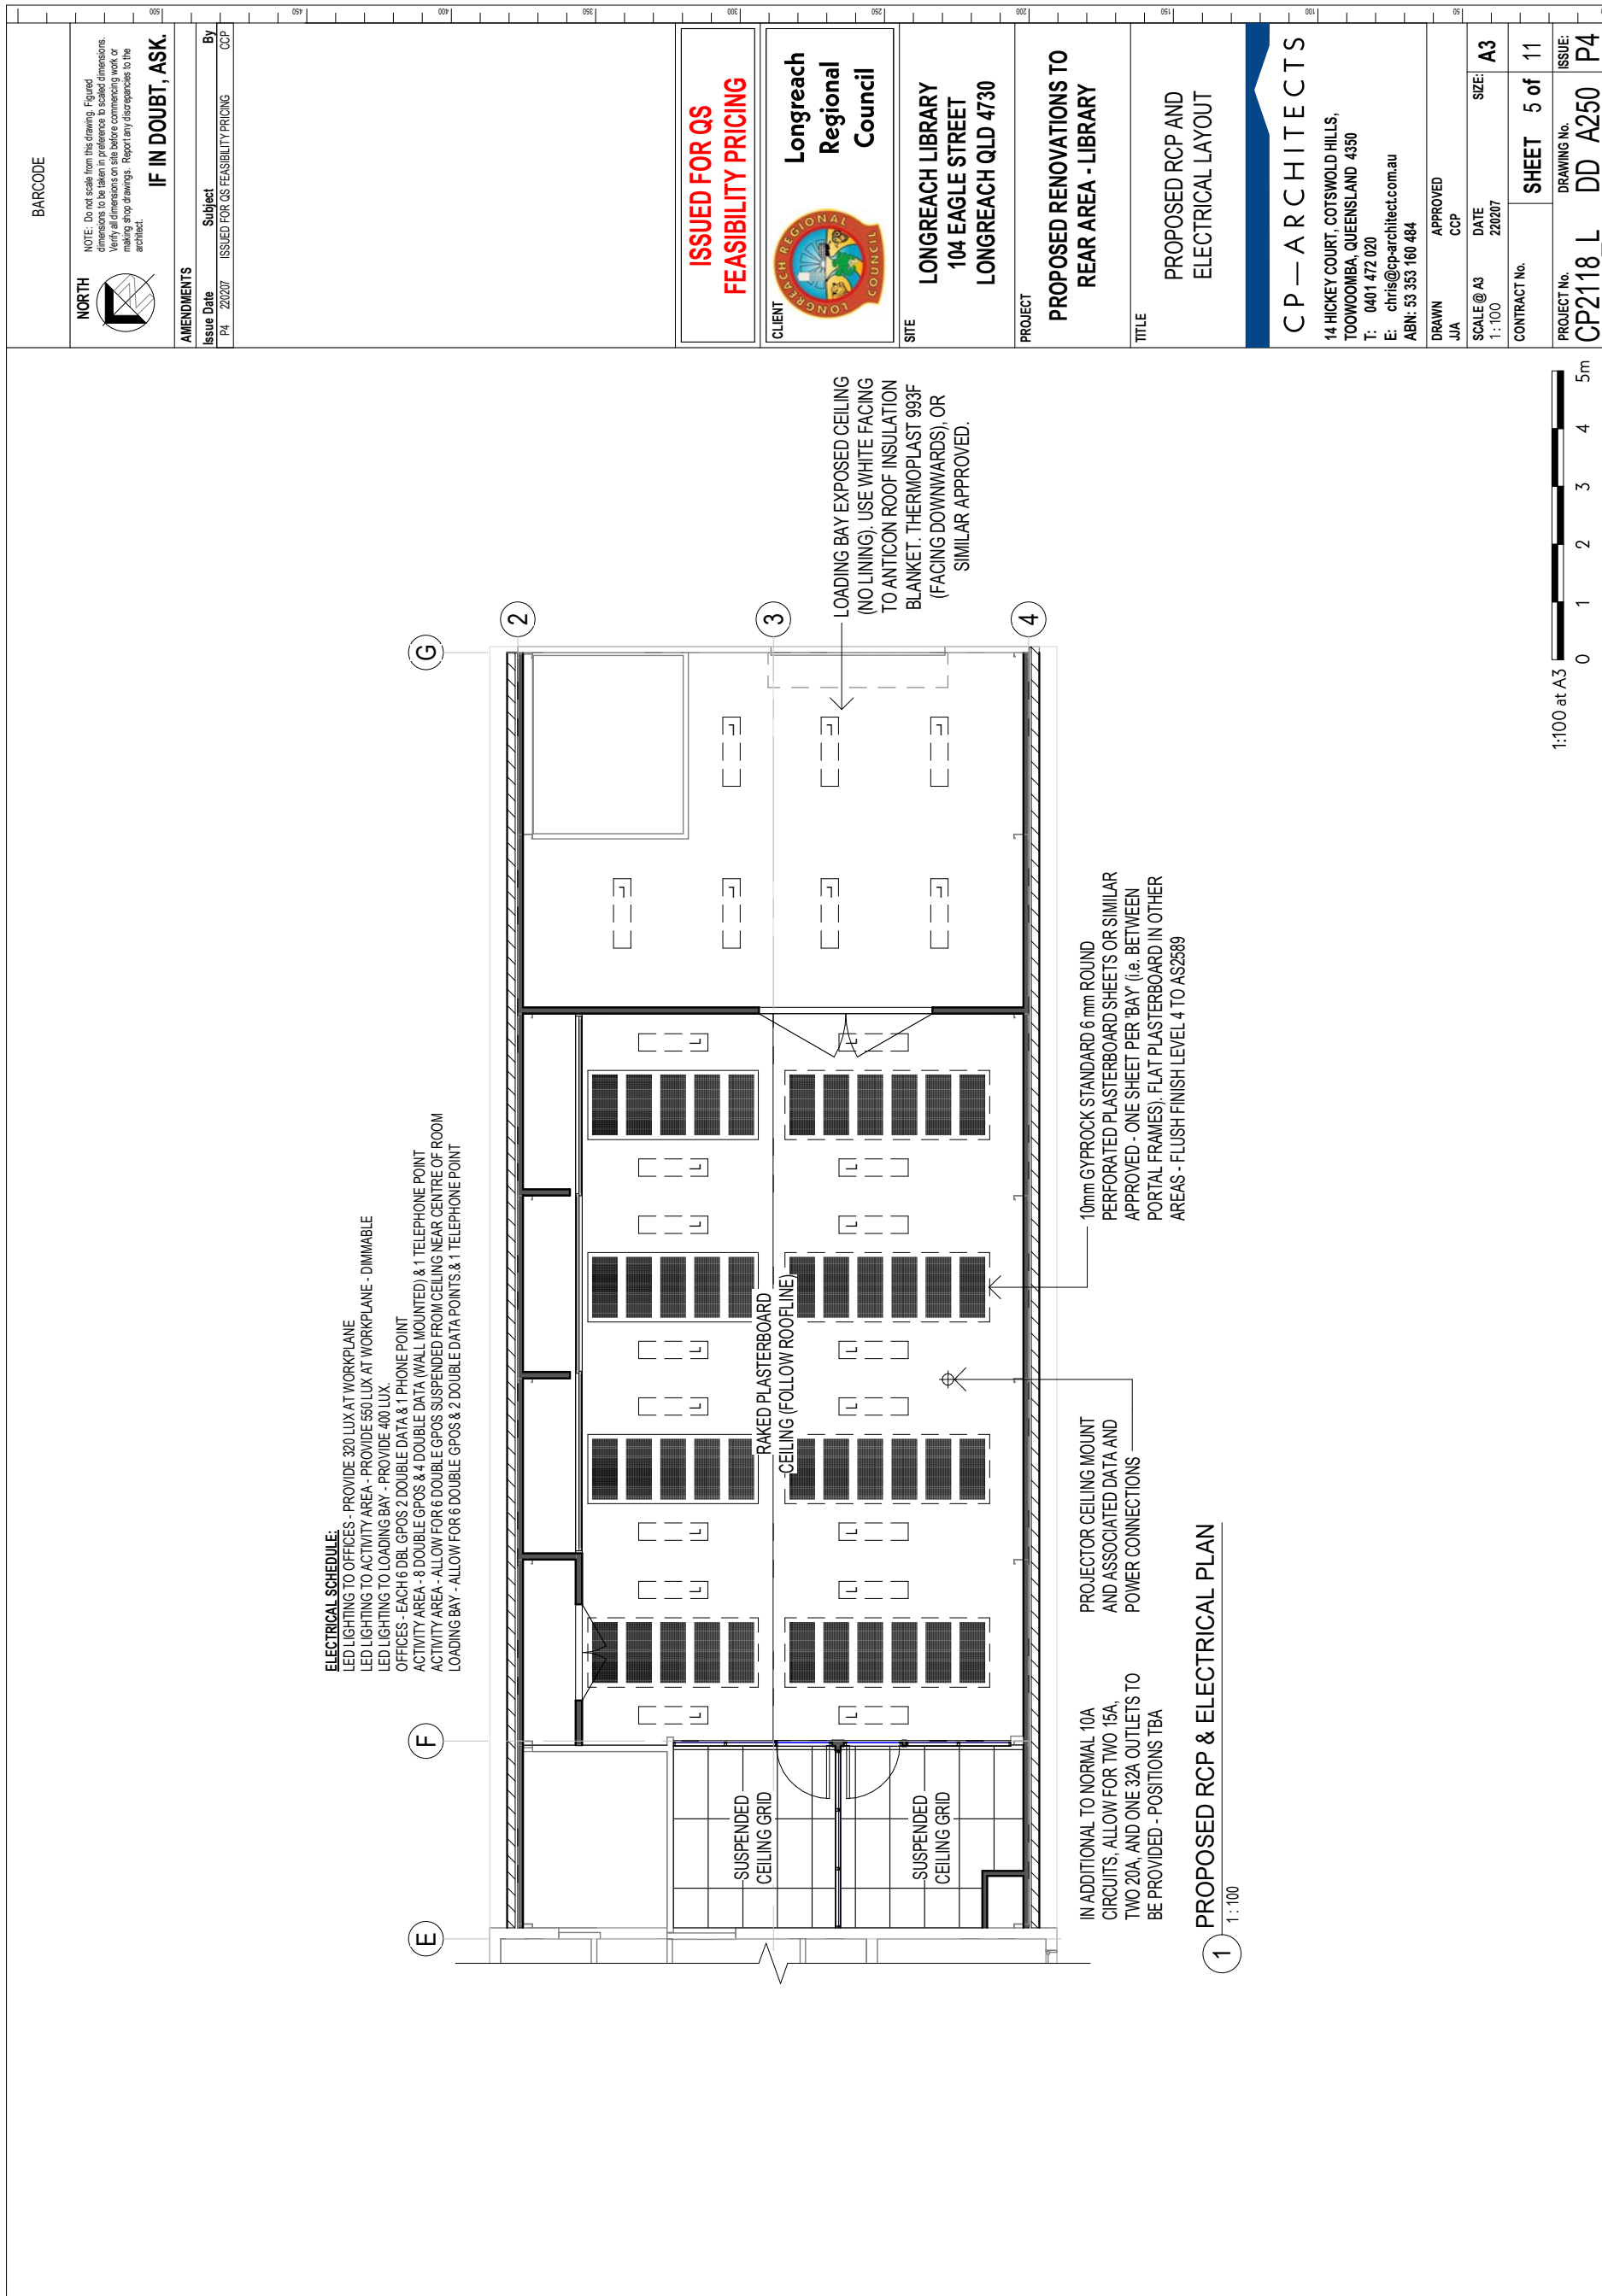 BARCODE
NORTH
NOTE: Do not scale from this drawing. Figured
dimensions to be taken in preference to scaled dimensions.
Verify all dimensions on site before commencing work or
making shop drawings. Report any discrepancies to the
architect.
IF IN DOUBT, ASK.
AMENDMENTS
Issue Date Subject By
P4 220207 ISSUED FOR QS FEASIBILITY PRICING CCP
ISSUED FOR QS
FEASIBILITY PRICING
CLIENT
LONGREACH REGIONAL COUNCIL
Longreach
Regional
Council
SITE
LONGREACH LIBRARY
104 EAGLE STREET
LONGREACH QLD 4730
PROJECT
PROPOSED RENOVATIONS TO
REAR AREA - LIBRARY
TITLE
PROPOSED RCP AND
ELECTRICAL LAYOUT
CP—ARCHITECTS
14 HICKEY COURT, COTSWOLD HILLS,
TOOWOOMBA, QUEENSLAND 4350
T: 0401 472 020
E: chris@cp-architect.com.au
ABN: 53 353 160 484
DRAWN APPROVED
JJA CCP
SCALE @ A3 DATE SIZE:
1 : 100 220207 A3
CONTRACT No. SHEET 5 of 11
PROJECT No. DRAWING No. ISSUE:
CP2118_L DD A250 P4
ELECTRICAL SCHEDULE:
LED LIGHTING TO OFFICES - PROVIDE 320 LUX AT WORKPLANE
LED LIGHTING TO ACTIVITY AREA - PROVIDE 550 LUX AT WORKPLANE - DIMMABLE
LED LIGHTING TO LOADING BAY - PROVIDE 400 LUX.
OFFICES - EACH 6 DBL GPOS 2 DOUBLE DATA & 1 PHONE POINT
ACTIVITY AREA - 8 DOUBLE GPOS & 4 DOUBLE DATA (WALL MOUNTED) & 1 TELEPHONE POINT
ACTIVITY AREA - ALLOW FOR 6 DOUBLE GPOS SUSPENDED FROM CEILING NEAR CENTRE OF ROOM
LOADING BAY - ALLOW FOR 6 DOUBLE GPOS & 2 DOUBLE DATA POINTS.& 1 TELEPHONE POINT
E
F
G
2
3
4
SUSPENDED
CEILING GRID
SUSPENDED
CEILING GRID
RAKED PLASTERBOARD
CEILING (FOLLOW ROOFLINE)
LOADING BAY EXPOSED CEILING
(NO LINING). USE WHITE FACING
TO ANTICON ROOF INSULATION
BLANKET. THERMOPLAST 993F
(FACING DOWNWARDS), OR
SIMILAR APPROVED.
10mm GYPROCK STANDARD 6 mm ROUND
PERFORATED PLASTERBOARD SHEETS OR SIMILAR
APPROVED - ONE SHEET PER 'BAY' (i.e. BETWEEN
PORTAL FRAMES). FLAT PLASTERBOARD IN OTHER
AREAS - FLUSH FINISH LEVEL 4 TO AS2589
PROJECTOR CEILING MOUNT
AND ASSOCIATED DATA AND
POWER CONNECTIONS
IN ADDITIONAL TO NORMAL 10A
CIRCUITS, ALLOW FOR TWO 15A,
TWO 20A, AND ONE 32A OUTLETS TO
BE PROVIDED - POSITIONS TBA
1 PROPOSED RCP & ELECTRICAL PLAN
1 : 100
1:100 at A3
0 1 2 3 4 5m
50
100
150
200
250
300
350
400
450
500